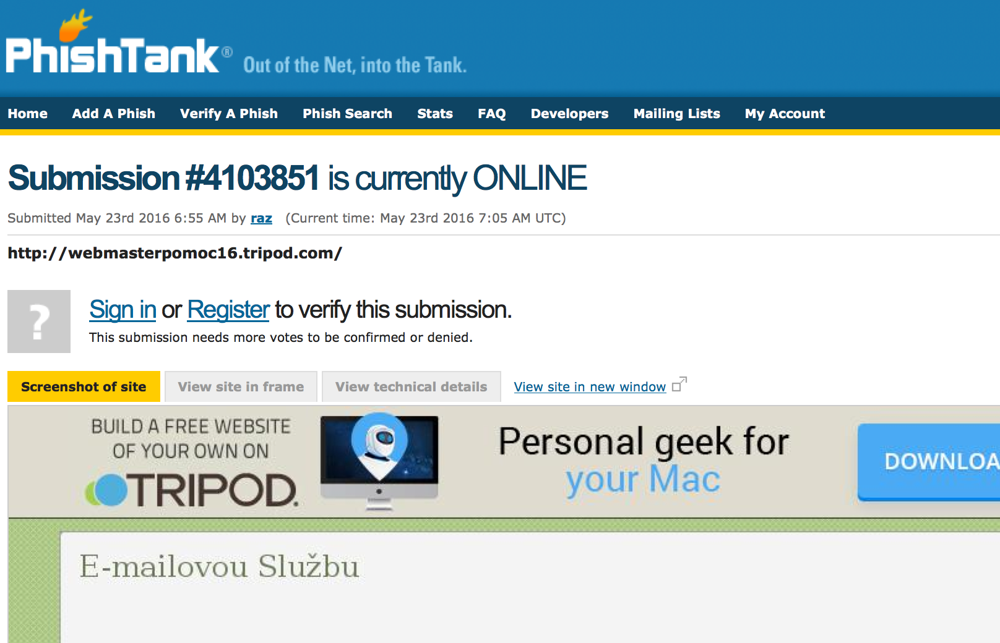 PhishTank® Out of the Net, into the Tank.
Home Add A Phish Verify A Phish Phish Search Stats FAQ Developers Mailing Lists My Account
Submission #4103851 is currently ONLINE
Submitted May 23rd 2016 6:55 AM by raz (Current time: May 23rd 2016 7:05 AM UTC)
http://webmasterpomoc16.tripod.com/
?
Sign in or Register to verify this submission.
This submission needs more votes to be confirmed or denied.
Screenshot of site View site in frame View technical details View site in new window
BUILD A FREE WEBSITE
OF YOUR OWN ON
TRIPOD.
Personal geek for
your Mac
DOWNLOA
E-mailovou Službu